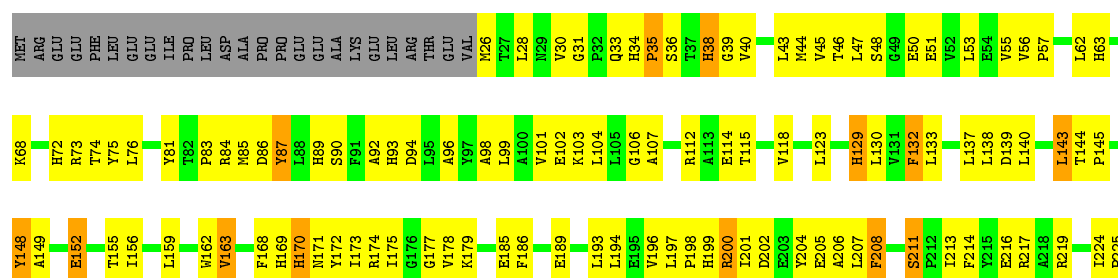 MET ARG GLU GLU PHE LEU GLU GLU ILE PRO LEU ASP ALA PRO PRO GLU GLU ALA LYS GLU LEU ARG THR GLU VAL M26 T27 L28 N29 V30 G31 P32 Q33 H34 P35 S36 T37 H38 G39 V40 L43 M44 V45 T46 L47 S48 G49 E50 E51 V52 L53 E54 V55 V56 P57 L62 H63
K68 H72 R73 T74 Y75 L76 Y81 T82 P83 R84 M85 D86 Y87 L88 H89 S90 F91 A92 H93 D94 L95 A96 Y97 A98 L99 A100 V101 E102 K103 L104 L105 G106 A107 R112 A113 E114 T115 V118 L123 H129 L130 V131 F132 L133 L137 L138 D139 L140 L143 T144 P145
Y148 A149 E152 T155 I156 L159 W162 V163 F168 H169 H170 N171 Y172 I173 R174 I175 G176 G177 V178 K179 E185 F186 E189 L193 L194 E195 V196 L197 P198 H199 R200 I201 D202 E203 Y204 E205 A206 L207 F208 S211 P212 I213 F214 Y215 E216 R217 A218 R219 I224 P225